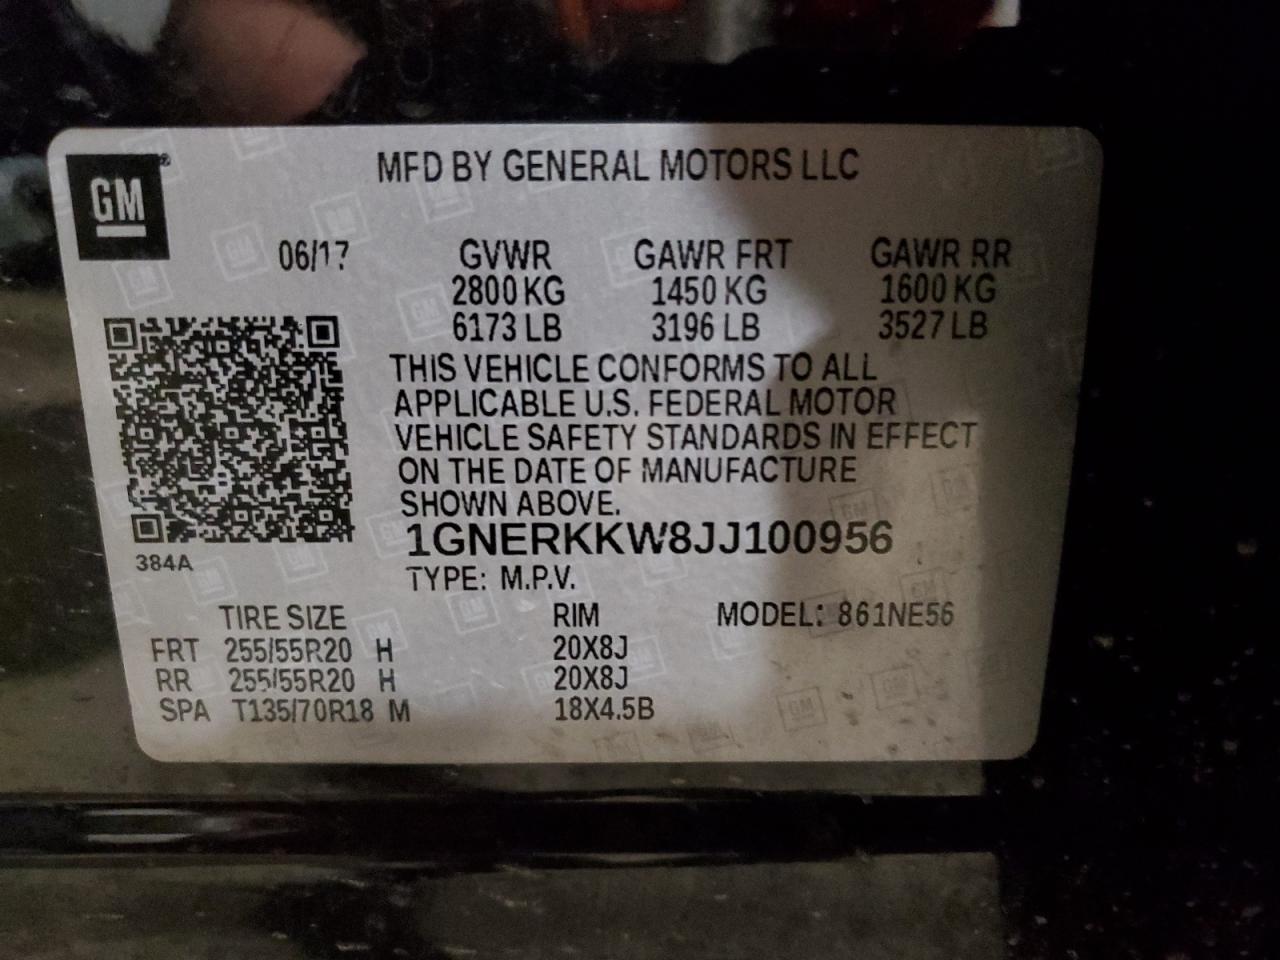 GM
MFD BY GENERAL MOTORS LLC
06/17 GVWR GAWR FRT GAWR RR
2800 KG 1450 KG 1600 KG
6173 LB 3196 LB 3527 LB
THIS VEHICLE CONFORMS TO ALL
APPLICABLE U.S. FEDERAL MOTOR
VEHICLE SAFETY STANDARDS IN EFFECT
ON THE DATE OF MANUFACTURE
SHOWN ABOVE.
1GNERKKW8JJ100956
384A
TYPE: M.P.V.
TIRE SIZE RIM MODEL: 861NE56
FRT 255/55R20 H 20X8J
RR 255/55R20 H 20X8J
SPA T135/70R18 M 18X4.5B